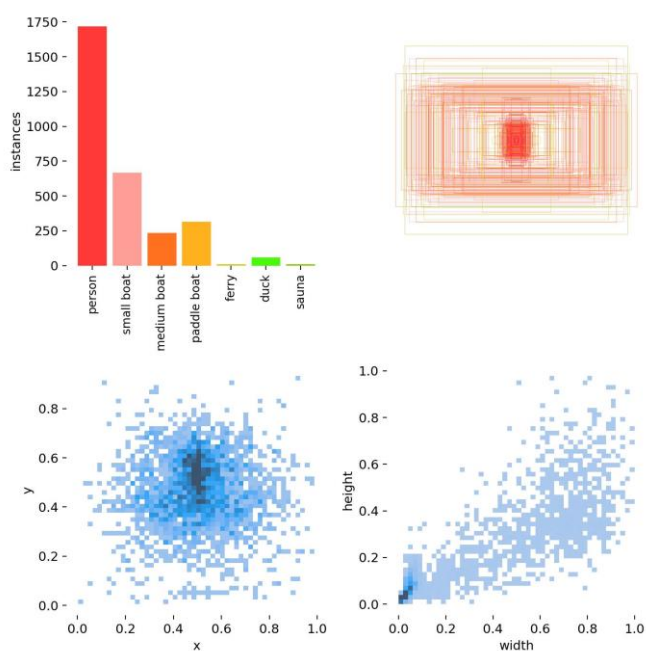 1750
1500
1250
1000
750
500
250
0
instances
person
small boat
medium boat
paddle boat
ferry
duck
sauna
0.8
0.6
0.4
0.2
0.0
y
0.0 0.2 0.4 0.6 0.8 1.0
x
1.0
0.8
0.6
0.4
0.2
0.0
height
0.0 0.2 0.4 0.6 0.8 1.0
width